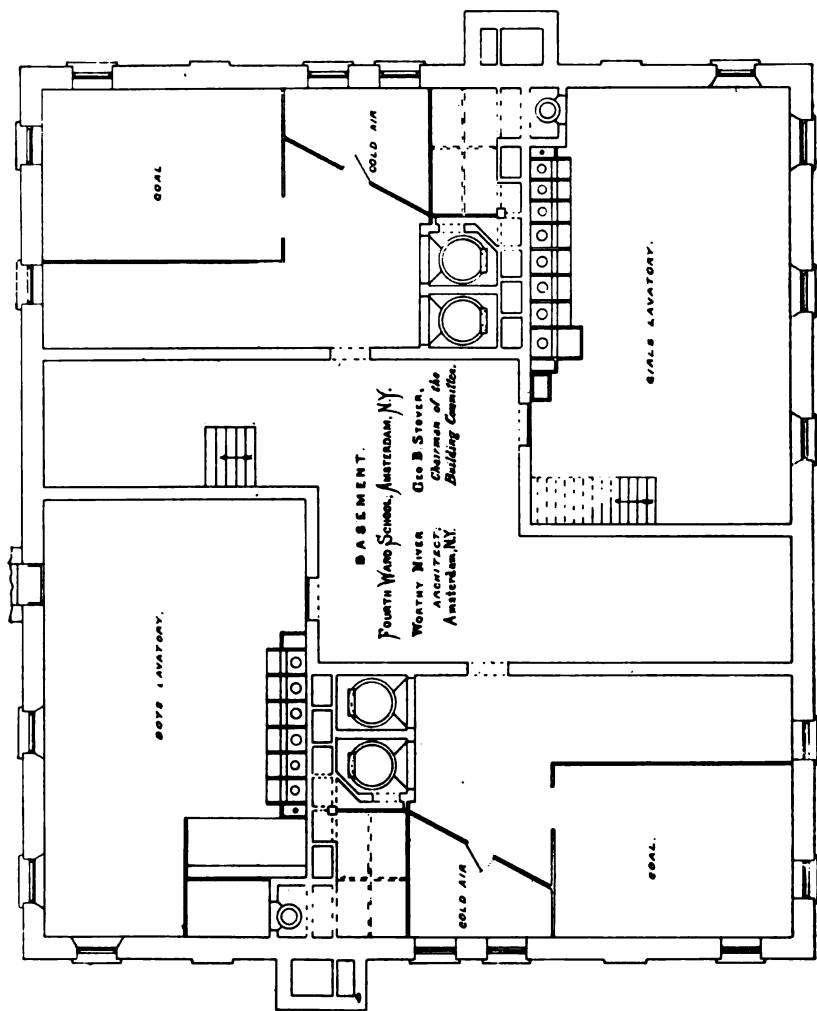 COAL
COLD AIR
GIRLS LAVATORY.
BASEMENT.
FOURTH WARD SCHOOL, AMSTERDAM, N.Y.
WORTHY NIVER
ARCHITECT,
Amsterdam, N.Y.
GEO B. STOVER,
Chairman of the
Building Committee.
BOYS LAVATORY.
COLD AIR
COAL.